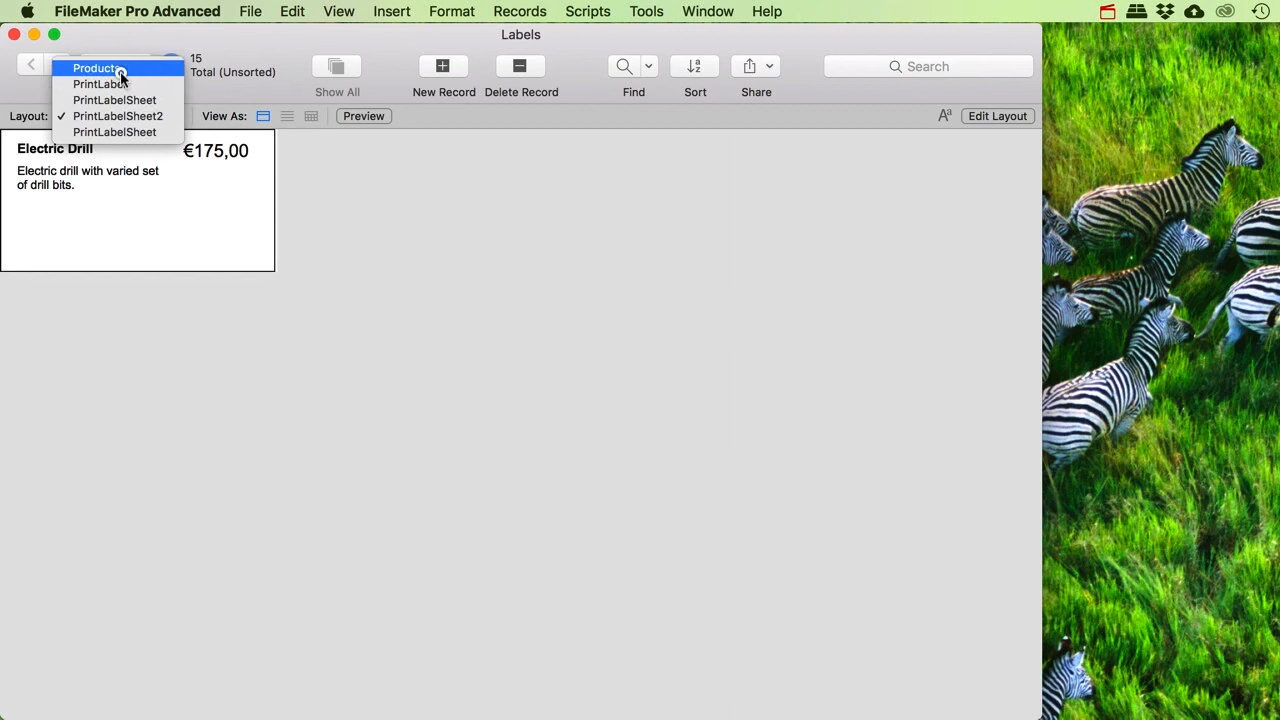 FileMaker Pro Advanced File Edit View Insert Format Records Scripts Tools Window Help
Labels
15
Total (Unsorted)
Show All
New Record
Delete Record
Find
Sort
Share
Search
Layout:
Products
PrintLabel
PrintLabelSheet
✓ PrintLabelSheet2
PrintLabelSheet
View As:
Preview
Aª
Edit Layout
Electric Drill
€175,00
Electric drill with varied set
of drill bits.